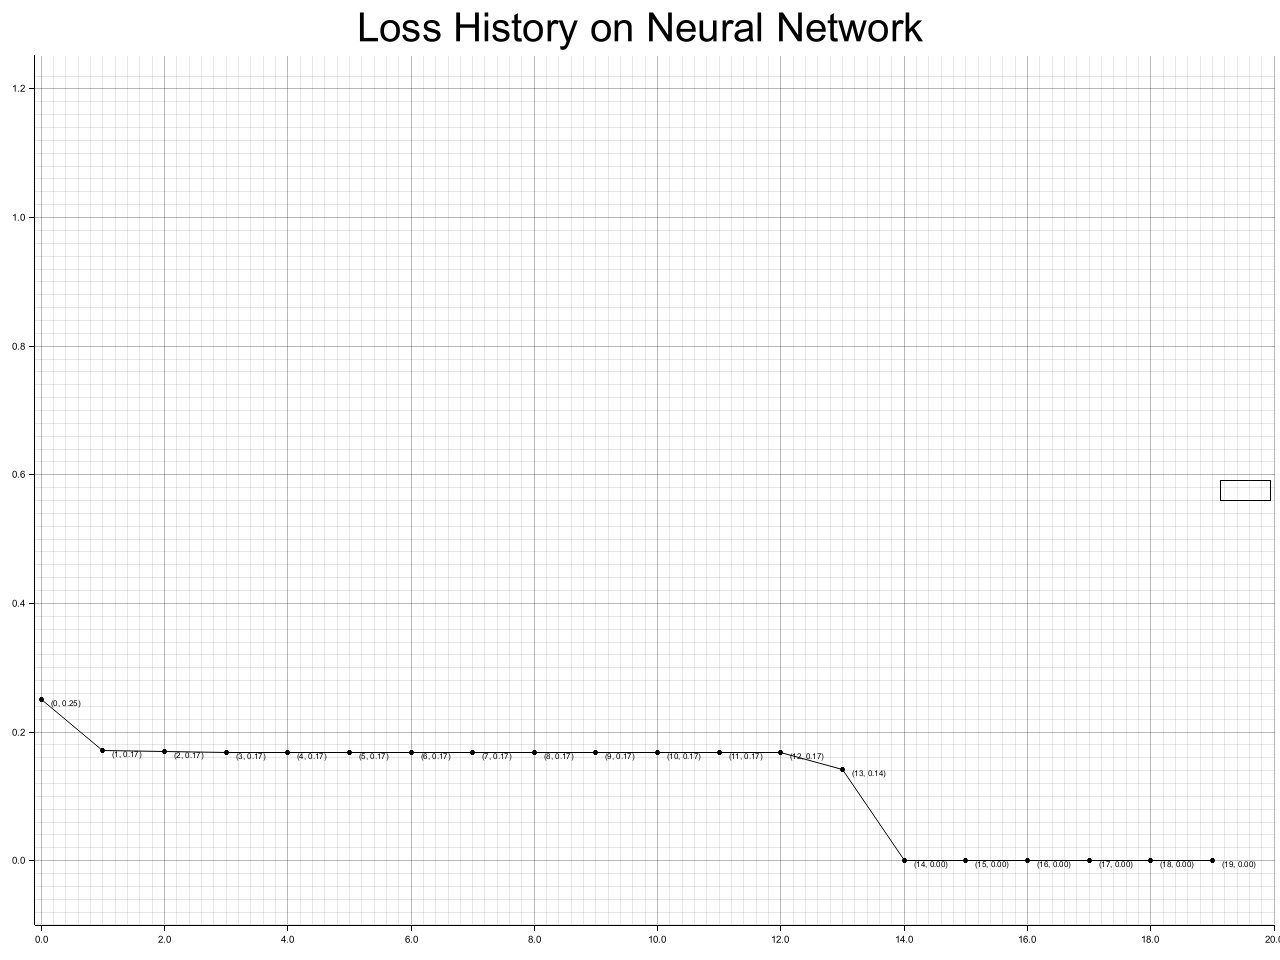 Loss History on Neural Network
1.2
1.0
0.8
0.6
0.4
(0, 0.25)
0.2
(1, 0.17) (2, 0.17) (3, 0.17) (4, 0.17) (5, 0.17) (6, 0.17) (7, 0.17) (8, 0.17) (9, 0.17) (10, 0.17) (11, 0.17) (12, 0.17)
(13, 0.14)
0.0
(14, 0.00) (15, 0.00) (16, 0.00) (17, 0.00) (18, 0.00) (19, 0.00)
0.0 2.0 4.0 6.0 8.0 10.0 12.0 14.0 16.0 18.0 20.0